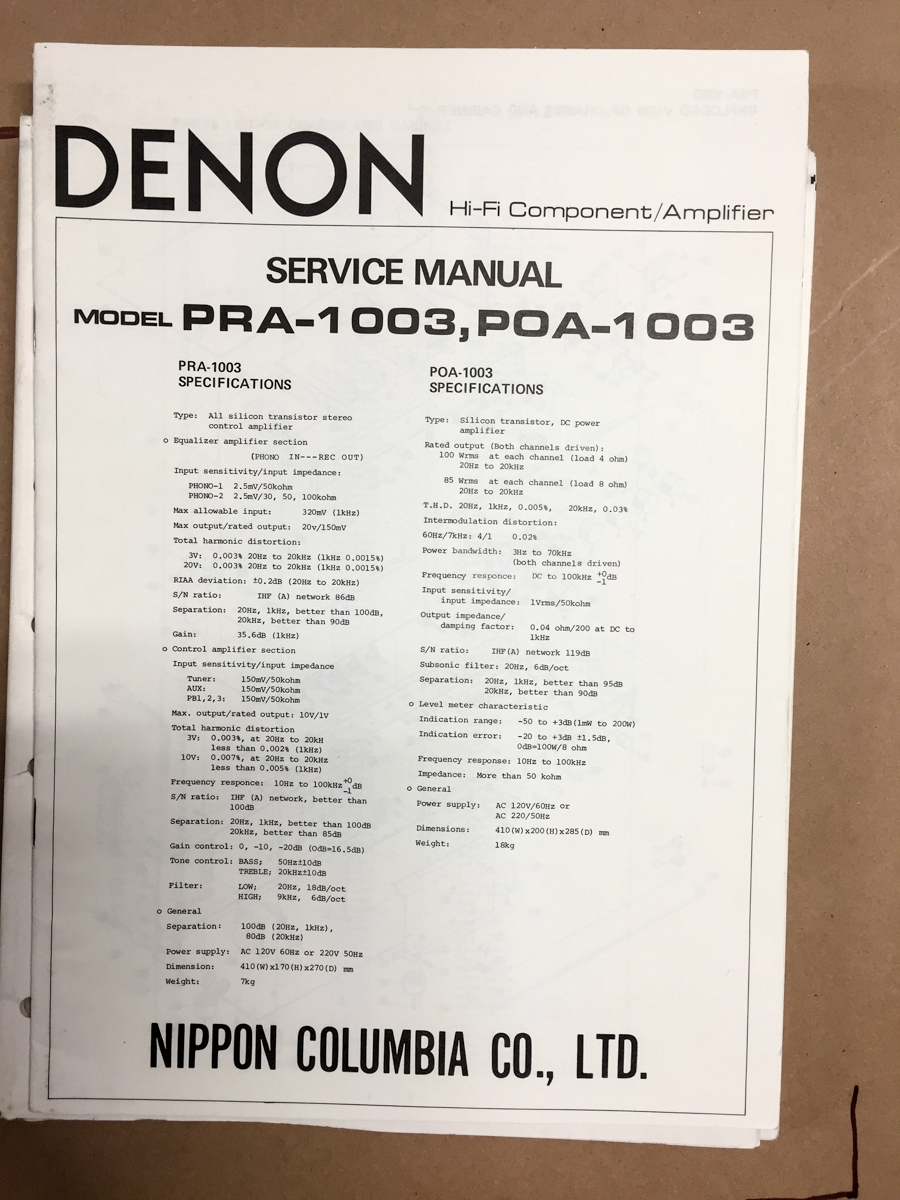 DENON
Hi-Fi Component/Amplifier
SERVICE MANUAL
MODEL PRA-1003,POA-1003
PRA-1003
SPECIFICATIONS
Type: All silicon transistor stereo
control amplifier
o Equalizer amplifier section
(PHONO IN---REC OUT)
Input sensitivity/input impedance:
PHONO-1 2.5mV/50kohm
PHONO-2 2.5mV/30, 50, 100kohm
Max allowable input: 320mV (1kHz)
Max output/rated output: 20v/150mV
Total harmonic distortion:
3V: 0.003% 20Hz to 20kHz (1kHz 0.0015%)
20V: 0.003% 20Hz to 20kHz (1kHz 0.0015%)
RIAA deviation: ±0.2dB (20Hz to 20kHz)
S/N ratio: IHF (A) network 86dB
Separation: 20Hz, 1kHz, better than 100dB,
20kHz, better than 90dB
Gain: 35.6dB (1kHz)
o Control amplifier section
Input sensitivity/input impedance
Tuner: 150mV/50kohm
AUX: 150mV/50kohm
PB1,2,3: 150mV/50kohm
Max. output/rated output: 10V/1V
Total harmonic distortion
3V: 0.003%, at 20Hz to 20kH
less than 0.002% (1kHz)
10V: 0.007%, at 20Hz to 20kHz
less than 0.005% (1kHz)
Frequency responce: 10Hz to 100kHz +0 -1 dB
S/N ratio: IHF (A) network, better than
100dB
Separation: 20Hz, 1kHz, better than 100dB
20kHz, better than 85dB
Gain control: 0, -10, -20dB (0dB=16.5dB)
Tone control: BASS; 50Hz±10dB
TREBLE; 20kHz±10dB
Filter: LOW; 20Hz, 18dB/oct
HIGH; 9kHz, 6dB/oct
o General
Separation: 100dB (20Hz, 1kHz),
80dB (20kHz)
Power supply: AC 120V 60Hz or 220V 50Hz
Dimension: 410(W)x170(H)x270(D) mm
Weight: 7kg
POA-1003
SPECIFICATIONS
Type: Silicon transistor, DC power
amplifier
Rated output (Both channels driven):
100 Wrms at each channel (load 4 ohm)
20Hz to 20kHz
85 Wrms at each channel (load 8 ohm)
20Hz to 20kHz
T.H.D. 20Hz, 1kHz, 0.005%, 20kHz, 0.03%
Intermodulation distortion:
60Hz/7kHz: 4/1 0.02%
Power bandwidth: 3Hz to 70kHz
(both channels driven)
Frequency responce: DC to 100kHz +0 -1 dB
Input sensitivity/
input impedance: 1Vrms/50kohm
Output impedance/
damping factor: 0.04 ohm/200 at DC to
1kHz
S/N ratio: IHF(A) network 119dB
Subsonic filter: 20Hz, 6dB/oct
Separation: 20Hz, 1kHz, better than 95dB
20kHz, better than 90dB
o Level meter characteristic
Indication range: -50 to +3dB(1mW to 200W)
Indication error: -20 to +3dB ±1.5dB,
0dB=100W/8 ohm
Frequency response: 10Hz to 100kHz
Impedance: More than 50 kohm
o General
Power supply: AC 120V/60Hz or
AC 220/50Hz
Dimensions: 410(W)x200(H)x285(D) mm
Weight: 18kg
NIPPON COLUMBIA CO., LTD.